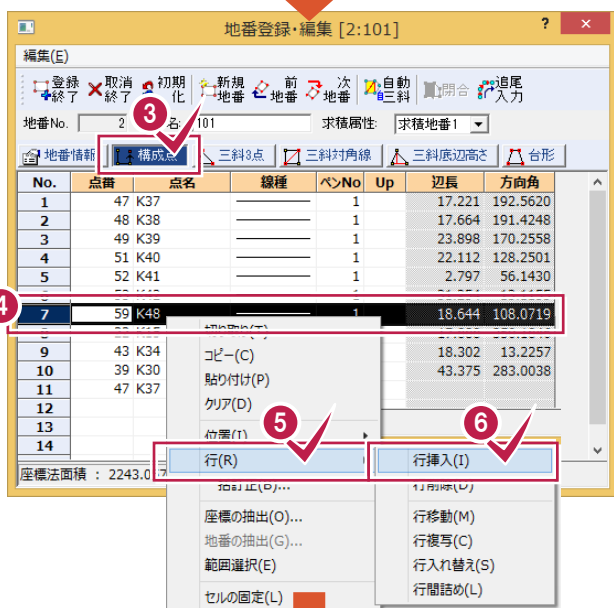 地番登録・編集 [2:101]
? ×
編集(E)
登録終了 取消終了 初期化 新規地番 前地番 次地番 自動三斜 閉合 追尾入力
地番No. 2 名: 101 求積属性: 求積地番1
地番情報 構成点 三斜3点 三斜対角線 三斜底辺高さ 台形
3
No. 点番 点名 線種 ペンNo Up 辺長 方向角
1 47 K37 1 17.221 192.5620
2 48 K38 1 17.664 191.4248
3 49 K39 1 23.898 170.2558
4 51 K40 1 22.112 128.2501
5 52 K41 1 2.797 56.1430
4
7 59 K48 1 18.644 108.0719
9 43 K34 18.302 13.2257
10 39 K30 43.375 283.0038
11 47 K37
12
13
14
座標法面積 : 2243.0
切り取り(T)
コピー(C)
貼り付け(P)
クリア(D)
位置(I)
5
行(R)
括訂正(B)...
座標の抽出(O)...
地番の抽出(G)...
範囲選択(E)
セルの固定(L)
6
行挿入(I)
行削除(D)
行移動(M)
行複写(C)
行入れ替え(S)
行間詰め(L)